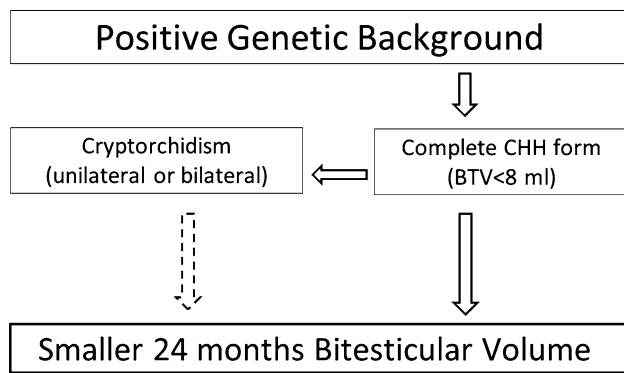 Positive Genetic Background
Cryptorchidism
(unilateral or bilateral)
Complete CHH form
(BTV<8 ml)
Smaller 24 months Bitesticular Volume